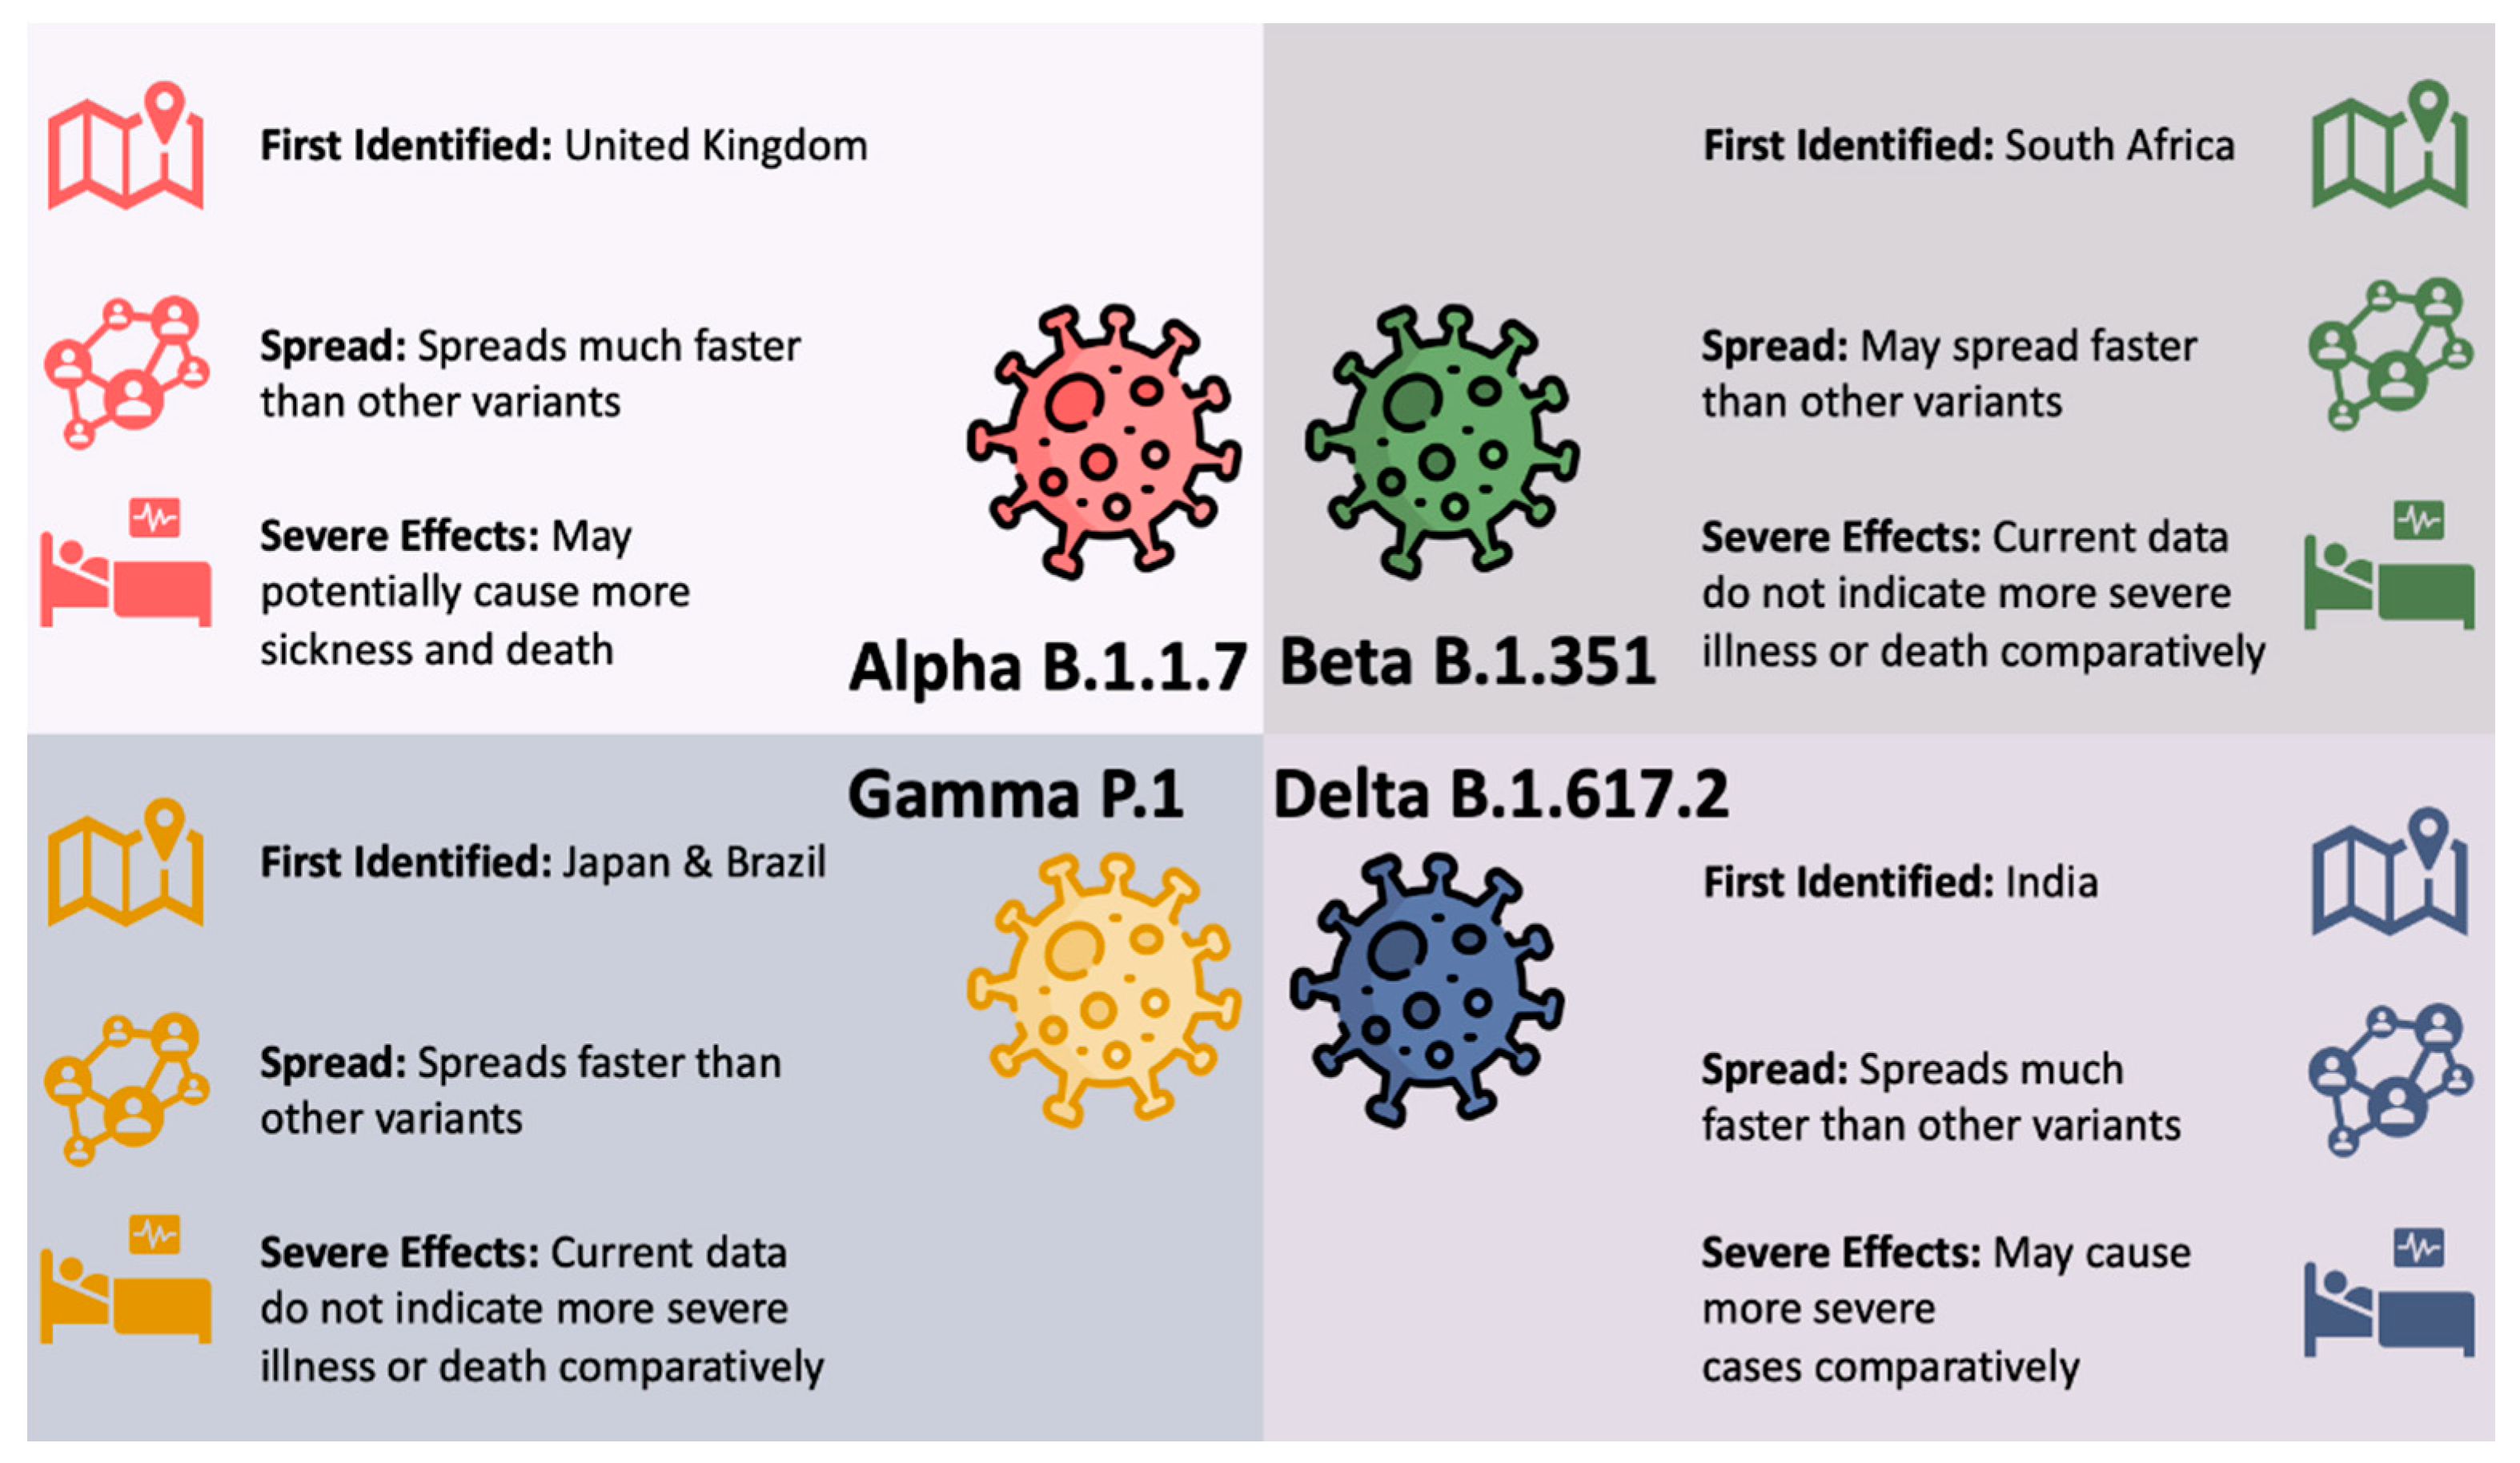 First Identified: United Kingdom
Spread: Spreads much faster
than other variants
Severe Effects: May
potentially cause more
sickness and death
Alpha B.1.1.7
First Identified: South Africa
Spread: May spread faster
than other variants
Severe Effects: Current data
do not indicate more severe
illness or death comparatively
Beta B.1.351
Gamma P.1
First Identified: Japan & Brazil
Spread: Spreads faster than
other variants
Severe Effects: Current data
do not indicate more severe
illness or death comparatively
Delta B.1.617.2
First Identified: India
Spread: Spreads much
faster than other variants
Severe Effects: May cause
more severe
cases comparatively